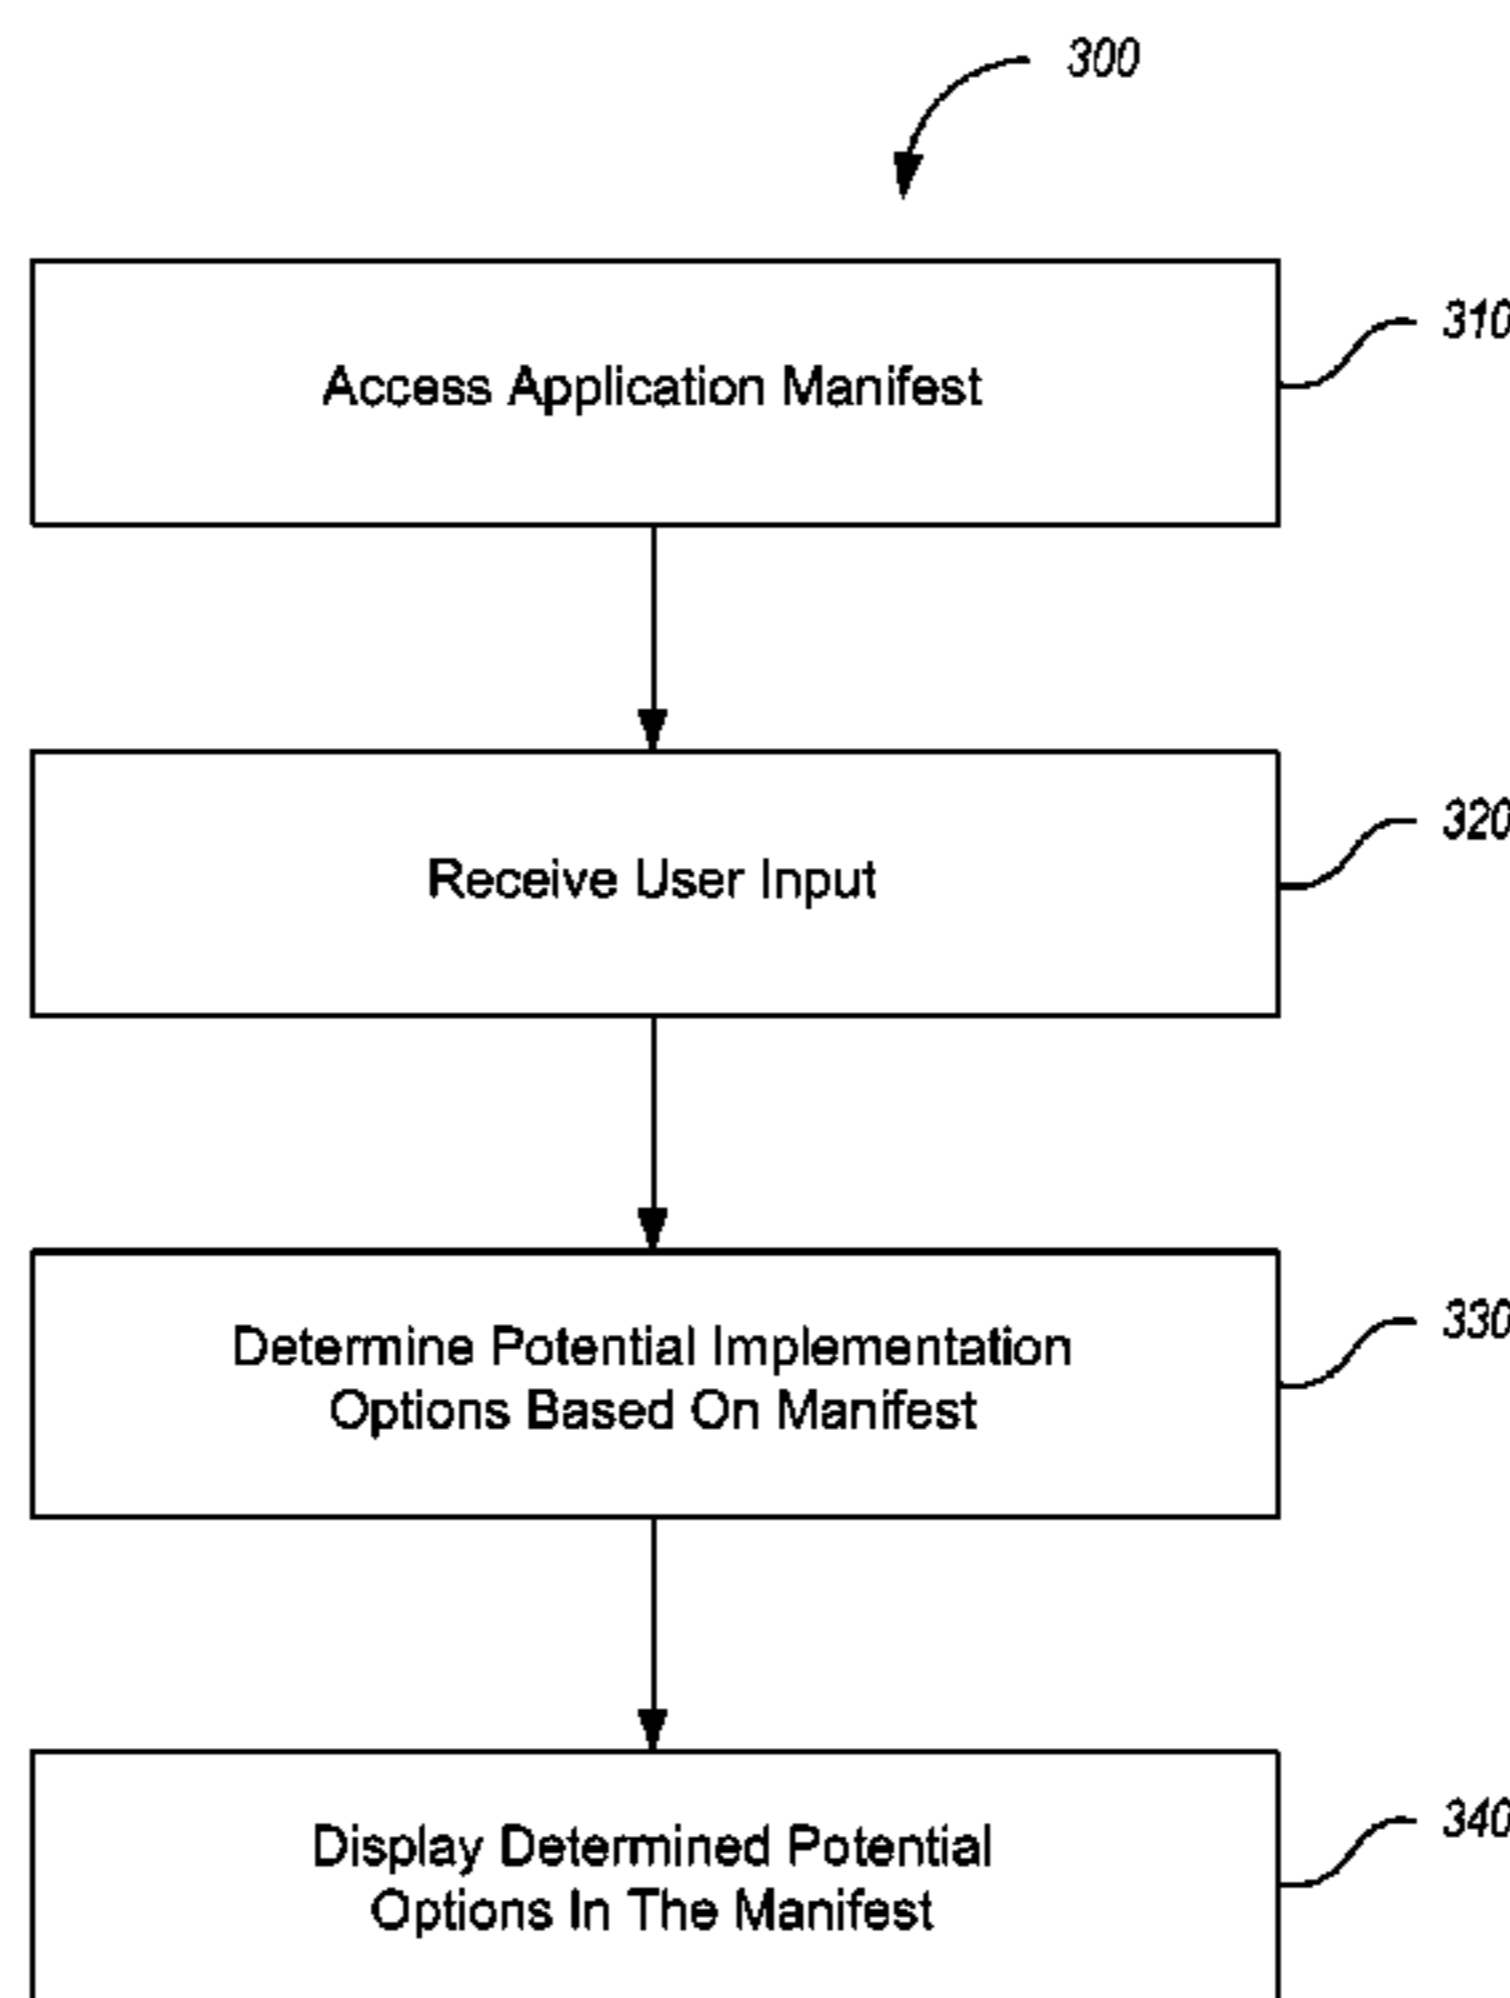 300
Access Application Manifest
310
Receive User Input
320
Determine Potential Implementation
Options Based On Manifest
330
Display Determined Potential
Options In The Manifest
340